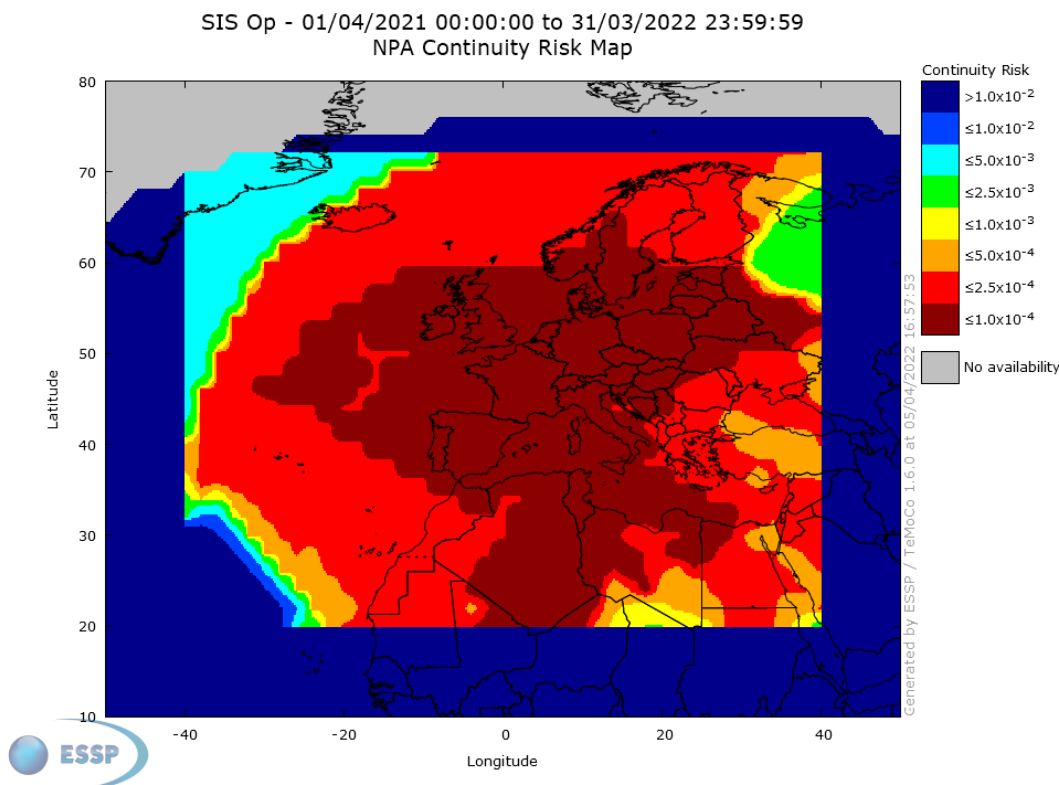 SIS Op - 01/04/2021 00:00:00 to 31/03/2022 23:59:59
NPA Continuity Risk Map
Continuity Risk
>1.0x10⁻²
≤1.0x10⁻²
≤5.0x10⁻³
≤2.5x10⁻³
≤1.0x10⁻³
≤5.0x10⁻⁴
≤2.5x10⁻⁴
≤1.0x10⁻⁴
No availability
Latitude
80
70
60
50
40
30
20
10
-40
-20
0
20
40
Longitude
Generated by ESSP / TeMoCo 1.6.0 at 05/04/2022 16:57:53
ESSP